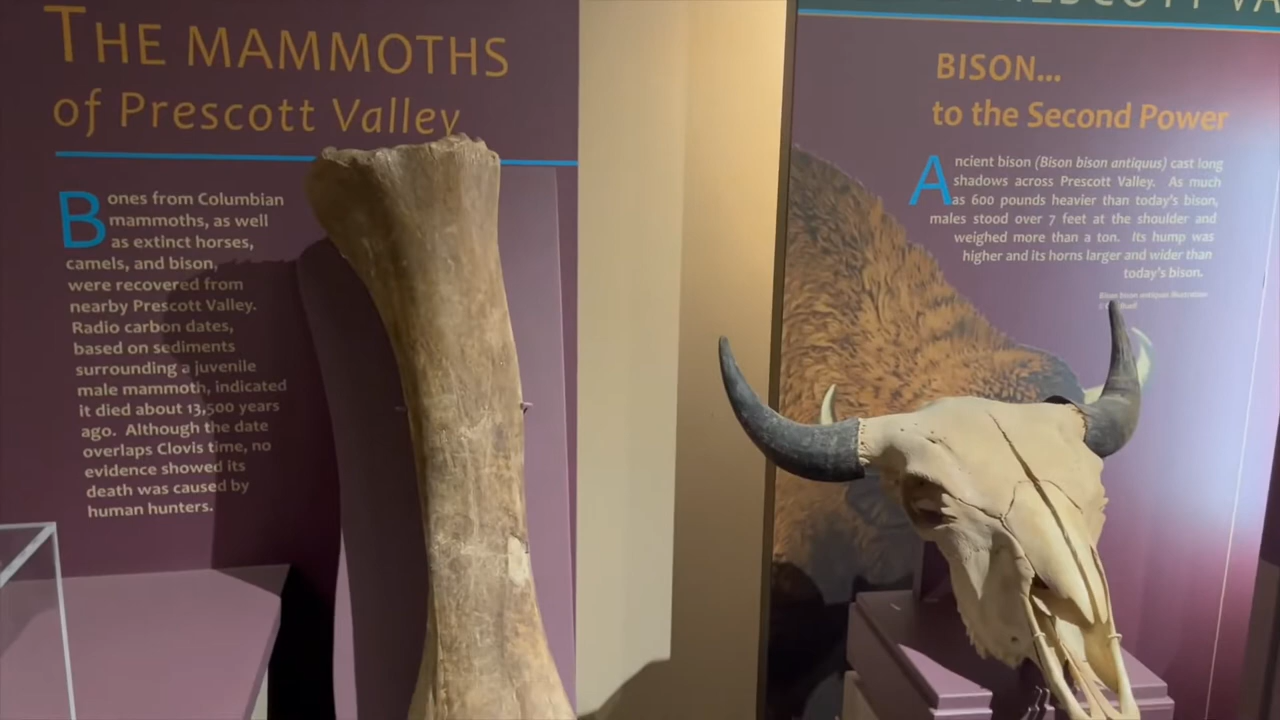 THE MAMMOTHS
of Prescott Valley
Bones from Columbian
mammoths, as well
as extinct horses,
camels, and bison,
were recovered from
nearby Prescott Valley.
Radio carbon dates,
based on sediments
surrounding a juvenile
male mammoth, indicated
it died about 13,500 years
ago. Although the date
overlaps Clovis time, no
evidence showed its
death was caused by
human hunters.
BISON...
to the Second Power
Ancient bison (Bison bison antiquus) cast long
shadows across Prescott Valley. As much
as 600 pounds heavier than today's bison,
males stood over 7 feet at the shoulder and
weighed more than a ton. Its hump was
higher and its horns larger and wider than
today's bison.
Bison bison antiquus illustration